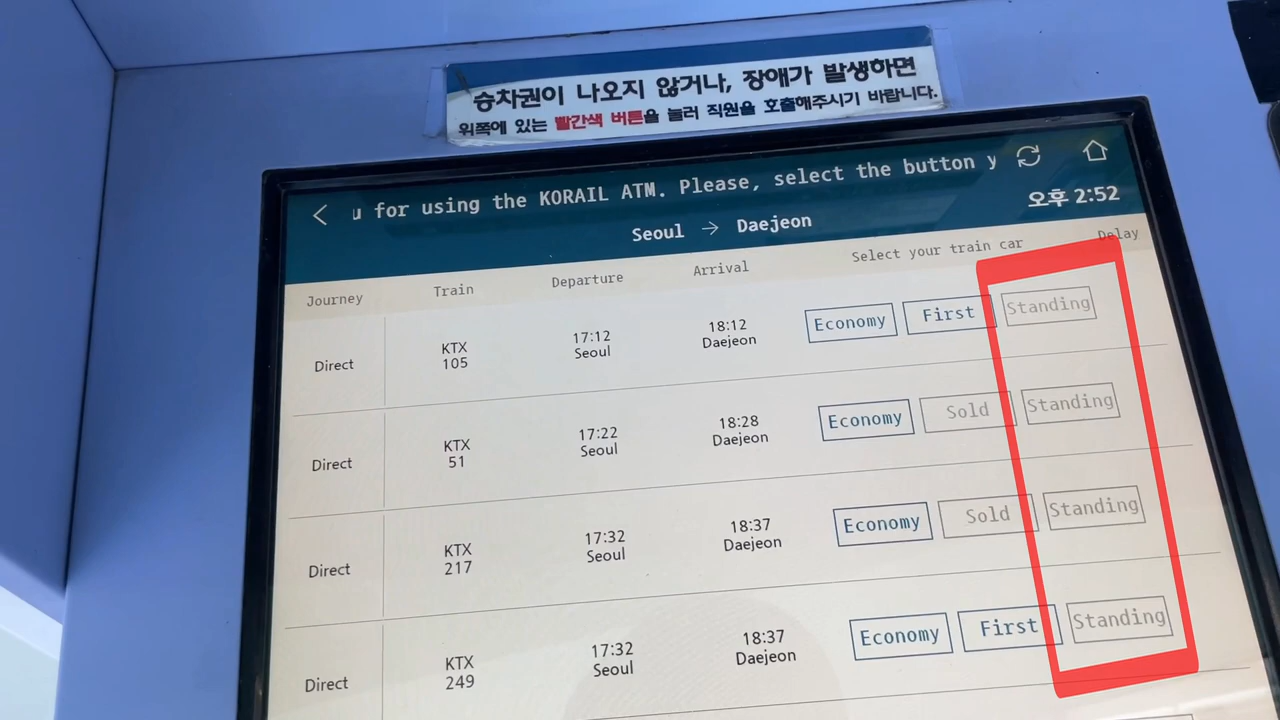 승차권이 나오지 않거나, 장애가 발생하면
위쪽에 있는 빨간색 버튼을 눌러 직원을 호출해주시기 바랍니다.
u for using the KORAIL ATM. Please, select the button y
오후 2:52
Seoul → Daejeon
Journey Train Departure Arrival Select your train car Delay
Direct KTX 105 17:12 Seoul 18:12 Daejeon Economy First Standing
Direct KTX 51 17:22 Seoul 18:28 Daejeon Economy Sold Standing
Direct KTX 217 17:32 Seoul 18:37 Daejeon Economy Sold Standing
Direct KTX 249 17:32 Seoul 18:37 Daejeon Economy First Standing